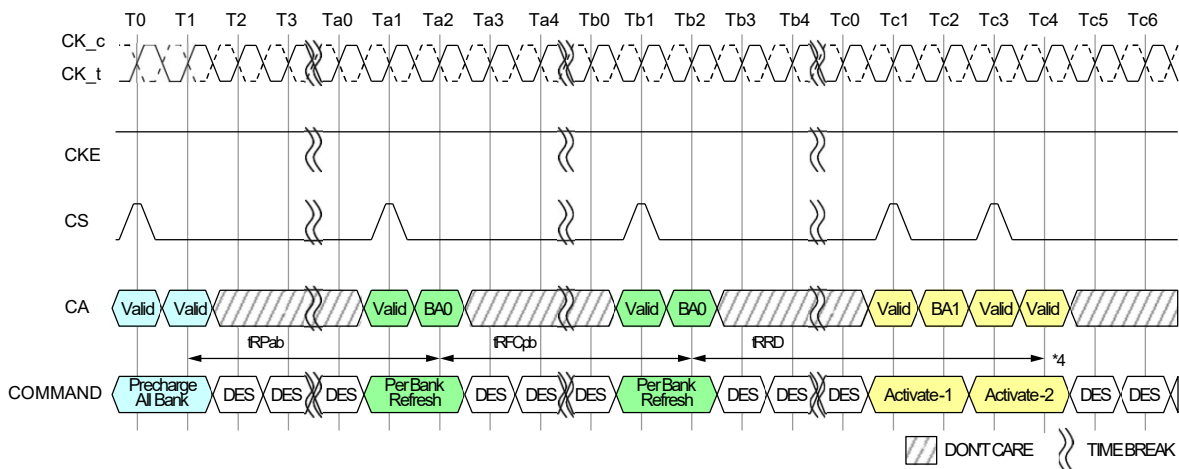 T0 T1 T2 T3 Ta0 Ta1 Ta2 Ta3 Ta4 Tb0 Tb1 Tb2 Tb3 Tb4 Tc0 Tc1 Tc2 Tc3 Tc4 Tc5 Tc6
CK_c
CK_t
CKE
CS
CA Valid Valid Valid BA0 Valid BA0 Valid BA1 Valid Valid
tRPab tRFCpb tRRD *4
COMMAND Precharge All Bank DES DES DES Per Bank Refresh DES DES DES Per Bank Refresh DES DES DES Activate-1 Activate-2 DES DES
DON'T CARE TIME BREAK